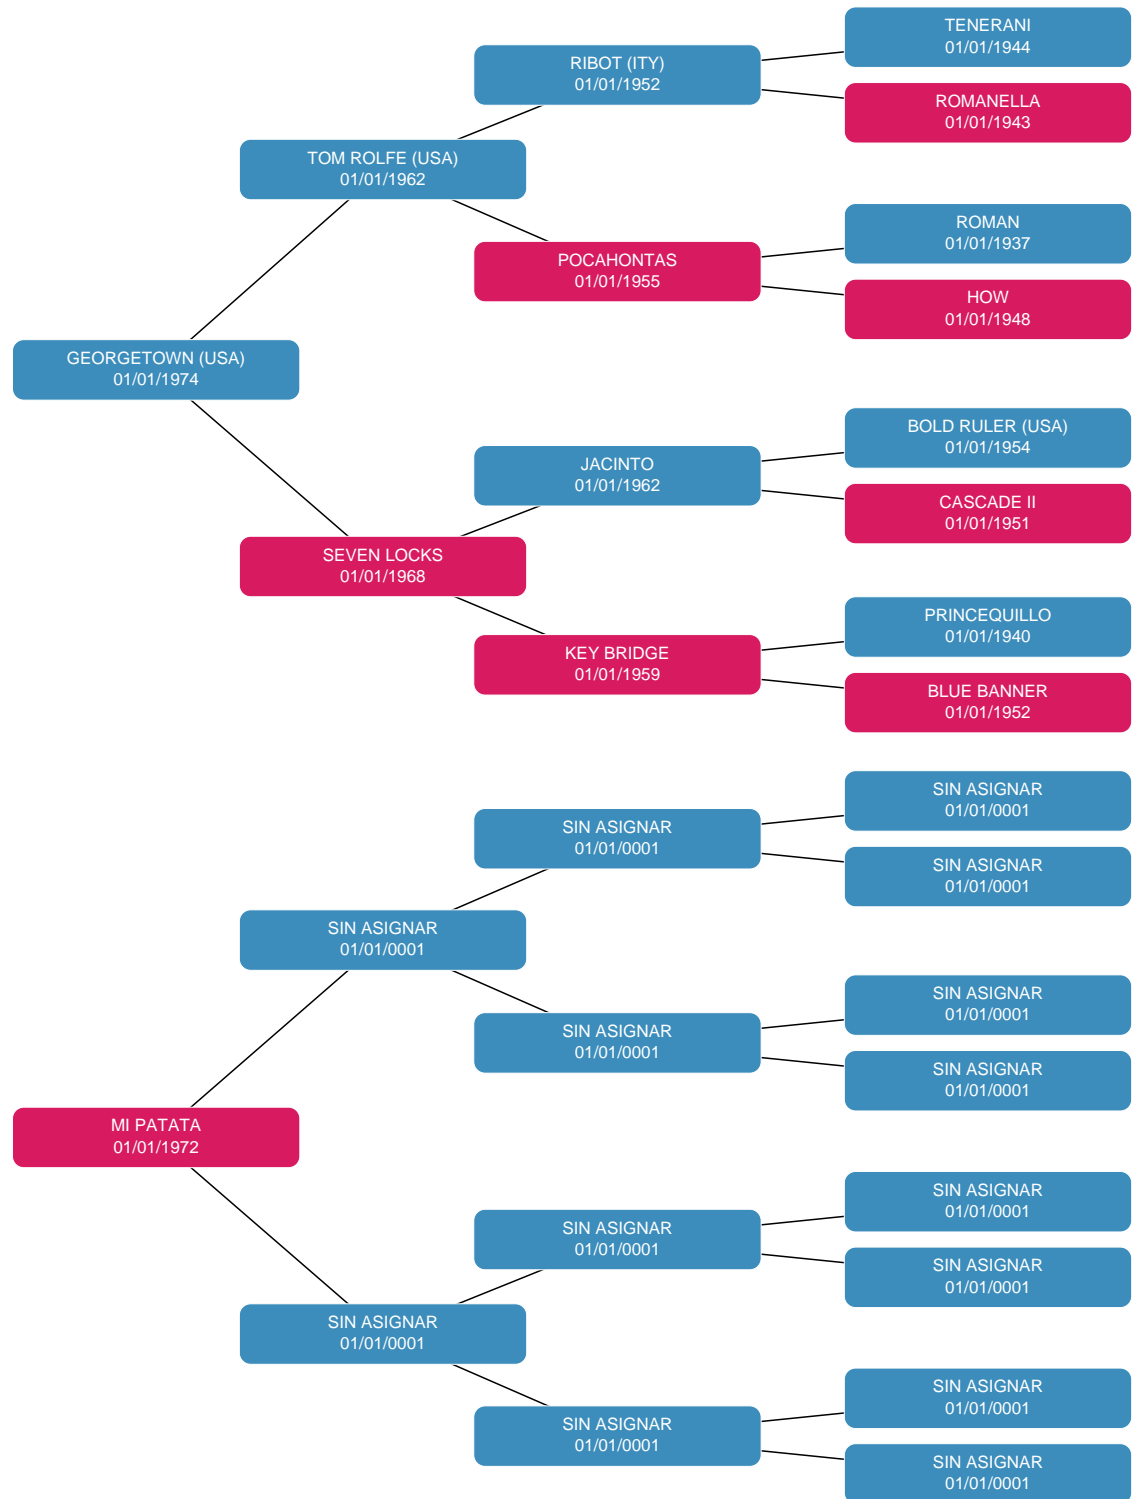 TENERANI
01/01/1944
RIBOT (ITY)
01/01/1952
ROMANELLA
01/01/1943
TOM ROLFE (USA)
01/01/1962
ROMAN
01/01/1937
POCAHONTAS
01/01/1955
HOW
01/01/1948
GEORGETOWN (USA)
01/01/1974
BOLD RULER (USA)
01/01/1954
JACINTO
01/01/1962
CASCADE II
01/01/1951
SEVEN LOCKS
01/01/1968
PRINCEQUILLO
01/01/1940
KEY BRIDGE
01/01/1959
BLUE BANNER
01/01/1952
SIN ASIGNAR
01/01/0001
SIN ASIGNAR
01/01/0001
SIN ASIGNAR
01/01/0001
SIN ASIGNAR
01/01/0001
SIN ASIGNAR
01/01/0001
SIN ASIGNAR
01/01/0001
SIN ASIGNAR
01/01/0001
MI PATATA
01/01/1972
SIN ASIGNAR
01/01/0001
SIN ASIGNAR
01/01/0001
SIN ASIGNAR
01/01/0001
SIN ASIGNAR
01/01/0001
SIN ASIGNAR
01/01/0001
SIN ASIGNAR
01/01/0001
SIN ASIGNAR
01/01/0001